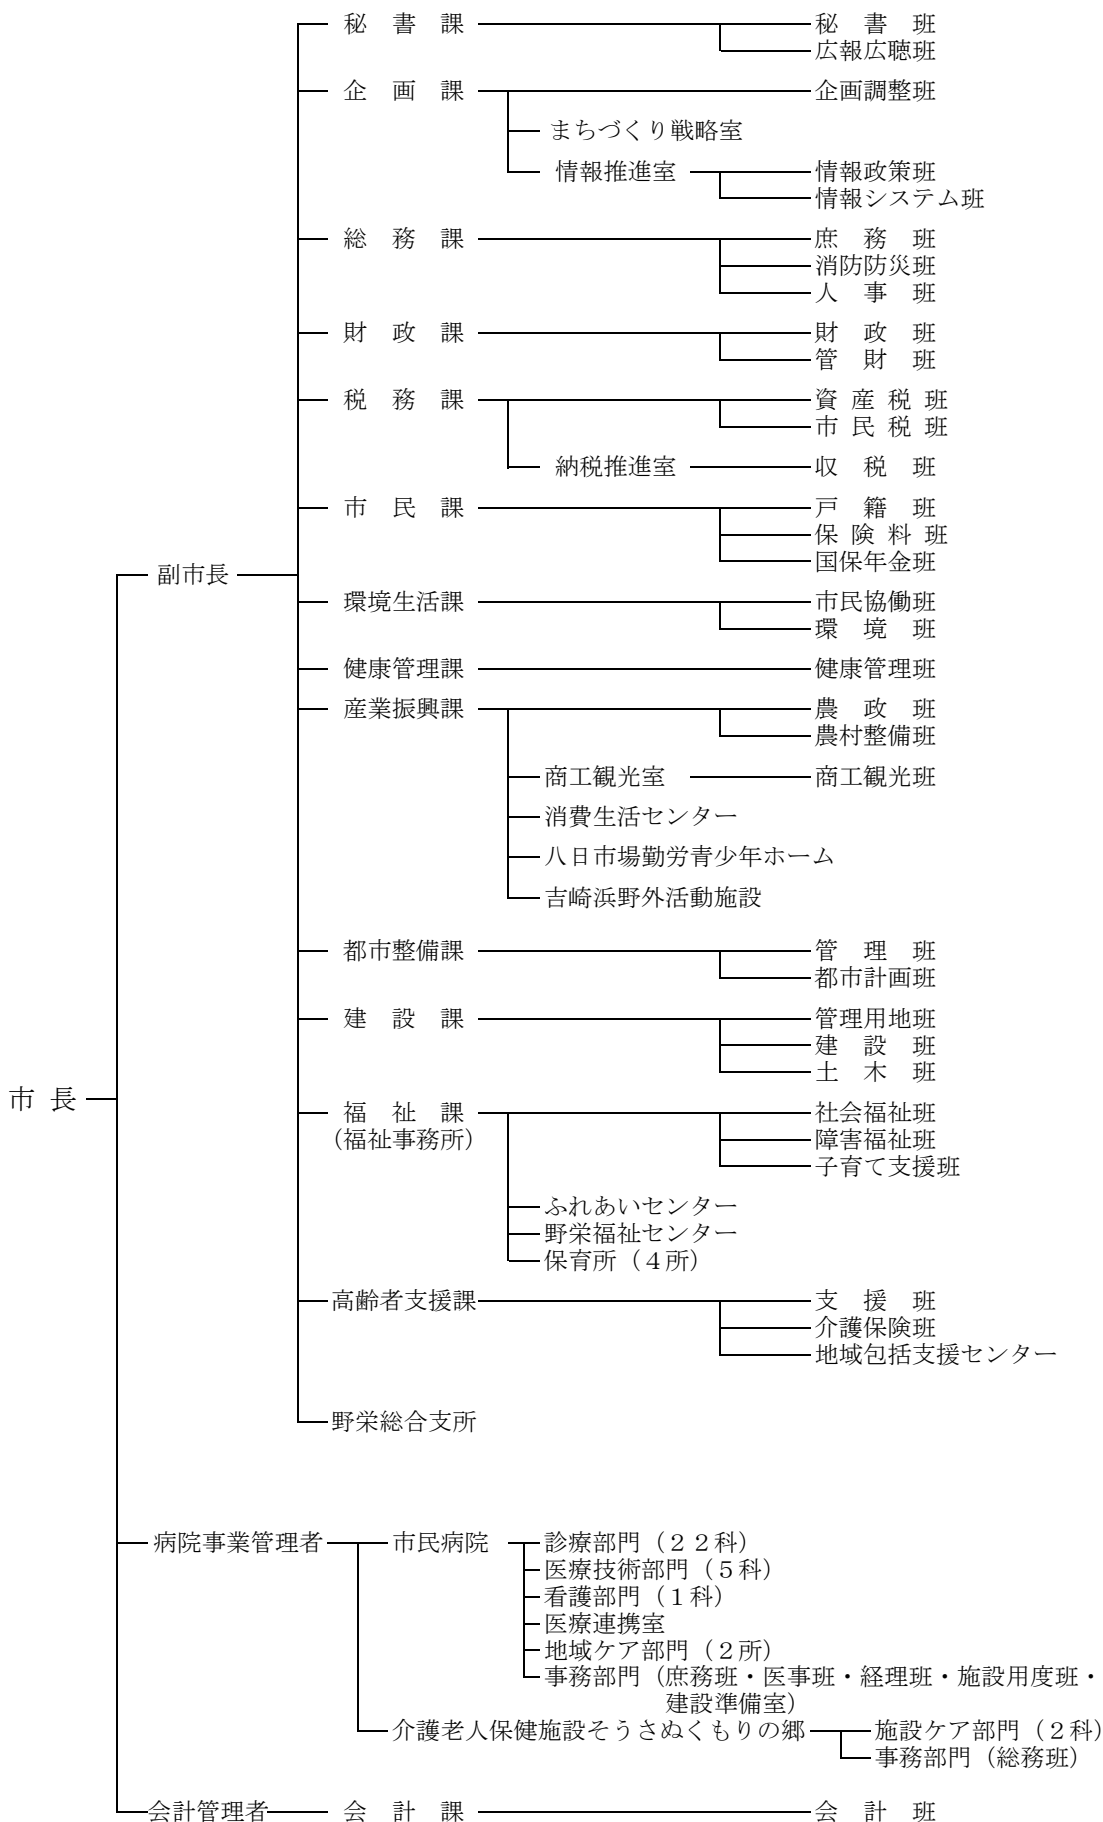 秘　書　課　秘　書　班
広報広聴班
企　画　課　企画調整班
まちづくり戦略室
情報推進室　情報政策班
情報システム班
総　務　課　庶　務　班
消防防災班
人　事　班
財　政　課　財　政　班
管　財　班
税　務　課　資 産 税 班
市 民 税 班
納税推進室　収　税　班
市　民　課　戸　籍　班
保 険 料 班
国保年金班
副市長
環境生活課　市民協働班
環　境　班
健康管理課　健康管理班
産業振興課　農　政　班
農村整備班
商工観光室　商工観光班
消費生活センター
八日市場勤労青少年ホーム
吉崎浜野外活動施設
都市整備課　管　理　班
都市計画班
建　設　課　管理用地班
建　設　班
土　木　班
市 長
福　祉　課　社会福祉班
（福祉事務所）　障害福祉班
子育て支援班
ふれあいセンター
野栄福祉センター
保育所（４所）
高齢者支援課　支　援　班
介護保険班
地域包括支援センター
野栄総合支所
病院事業管理者　市民病院　診療部門（２２科）
医療技術部門（５科）
看護部門（１科）
医療連携室
地域ケア部門（２所）
事務部門（庶務班・医事班・経理班・施設用度班・
建設準備室）
介護老人保健施設そうさぬくもりの郷　施設ケア部門（２科）
事務部門（総務班）
会計管理者　会　計　課　会　計　班